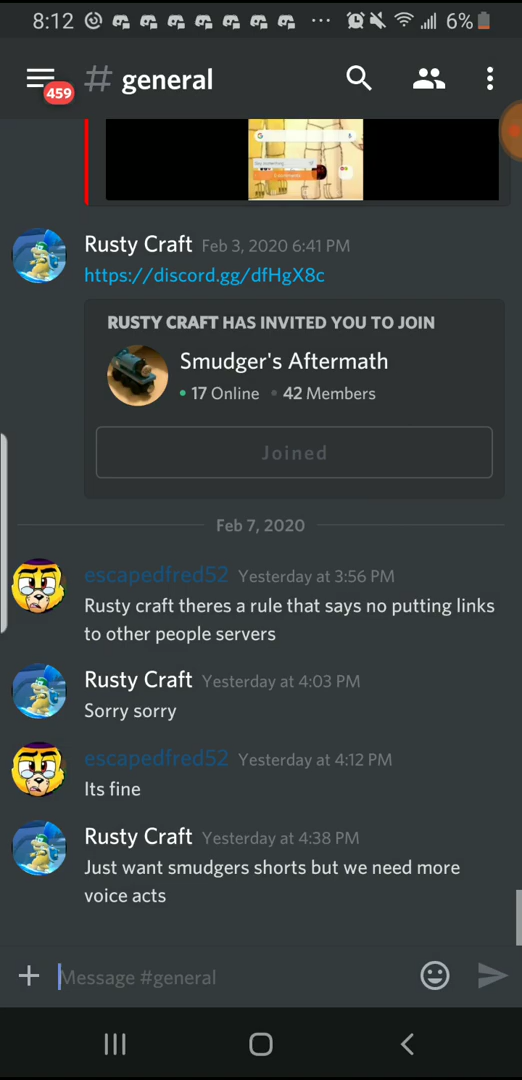 8:12 6%
459
# general
Rusty Craft Feb 3, 2020 6:41 PM
https://discord.gg/dfHgX8c
RUSTY CRAFT HAS INVITED YOU TO JOIN
Smudger's Aftermath
17 Online 42 Members
Joined
Feb 7, 2020
escapedfred52 Yesterday at 3:56 PM
Rusty craft theres a rule that says no putting links
to other people servers
Rusty Craft Yesterday at 4:03 PM
Sorry sorry
escapedfred52 Yesterday at 4:12 PM
Its fine
Rusty Craft Yesterday at 4:38 PM
Just want smudgers shorts but we need more
voice acts
Message #general